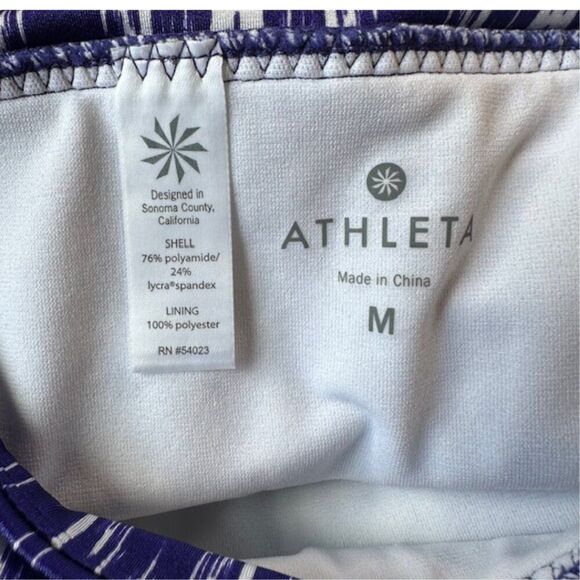 Designed in
Sonoma County,
California
SHELL
76% polyamide/
24%
lycra®spandex
LINING
100% polyester
RN #54023
ATHLETA
Made in China
M